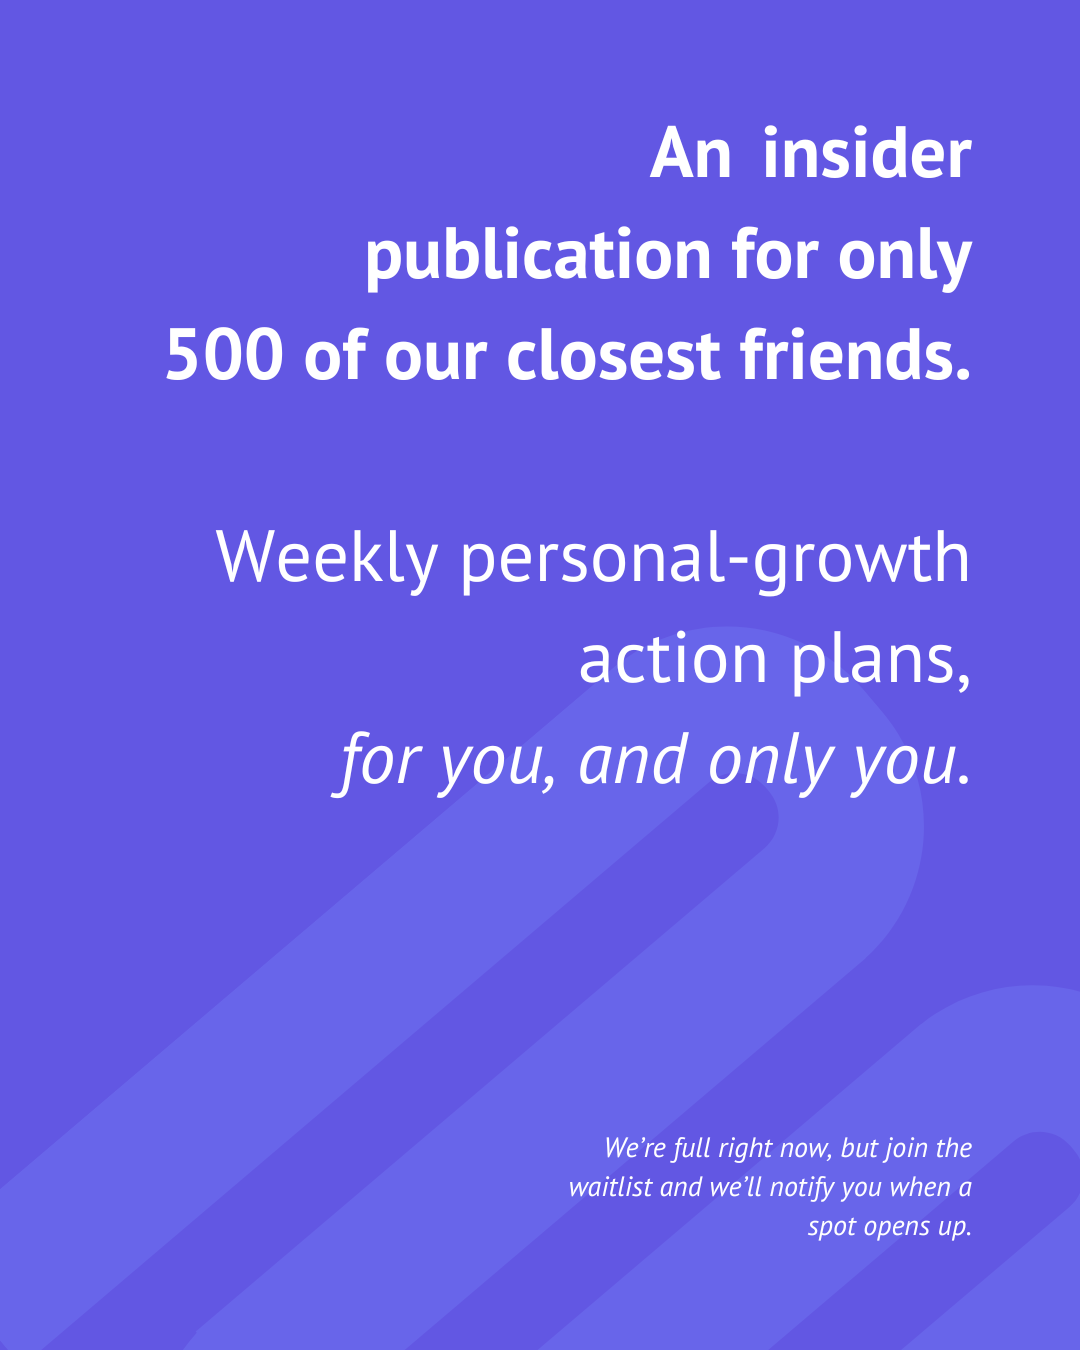 An insider
publication for only
500 of our closest friends.
Weekly personal-growth
action plans,
for you, and only you.
We’re full right now, but join the
waitlist and we’ll notify you when a
spot opens up.